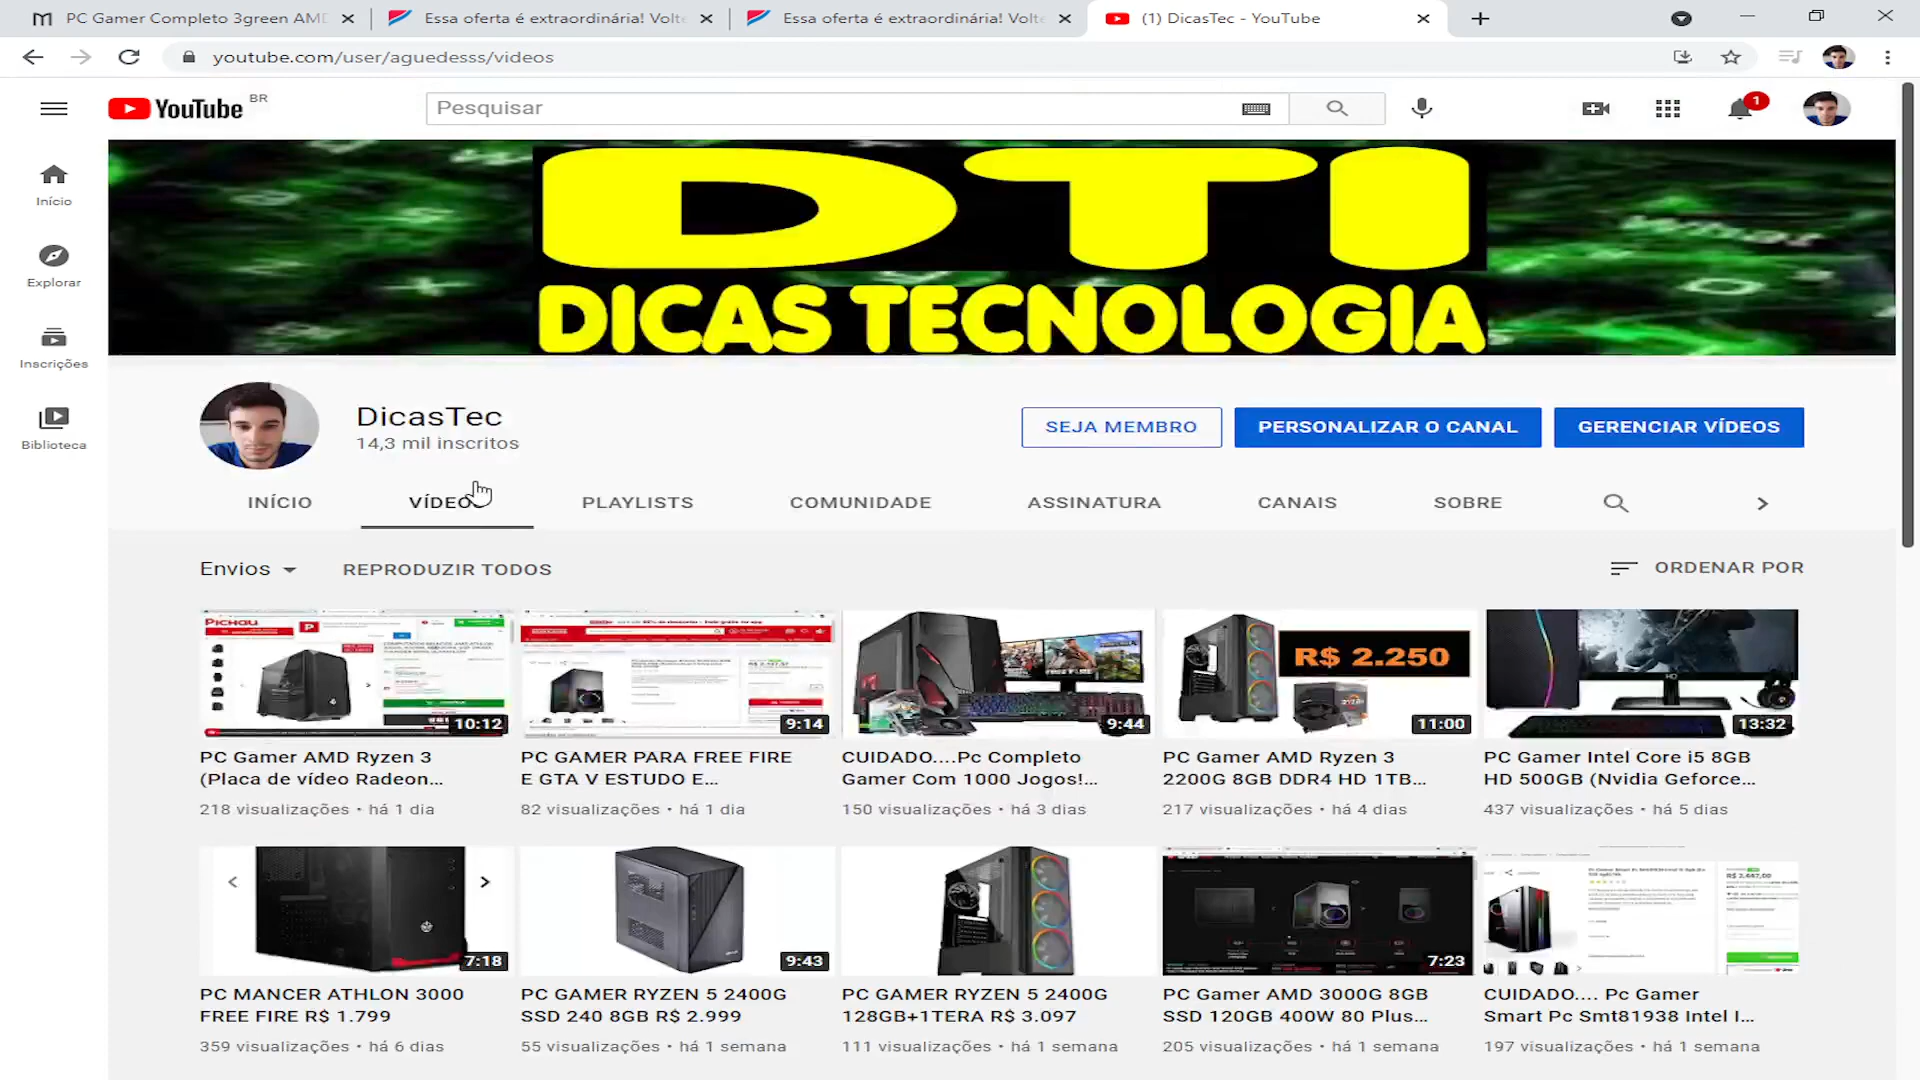 PC Gamer Completo 3green AMD
Essa oferta é extraordinária! Volte
Essa oferta é extraordinária! Volte
(1) DicasTec - YouTube
youtube.com/user/aguedesss/videos
YouTube BR
Pesquisar
1
Início
Explorar
Inscrições
Biblioteca
DTI
DICAS TECNOLOGIA
DicasTec
14,3 mil inscritos
SEJA MEMBRO
PERSONALIZAR O CANAL
GERENCIAR VÍDEOS
INÍCIO
VÍDEO
PLAYLISTS
COMUNIDADE
ASSINATURA
CANAIS
SOBRE
Envios
REPRODUZIR TODOS
ORDENAR POR
PICHAU
10:12
9:14
9:44
R$ 2.250
11:00
13:32
PC Gamer AMD Ryzen 3
(Placa de vídeo Radeon...
218 visualizações • há 1 dia
PC GAMER PARA FREE FIRE
E GTA V ESTUDO E...
82 visualizações • há 1 dia
CUIDADO....Pc Completo
Gamer Com 1000 Jogos!...
150 visualizações • há 3 dias
PC Gamer AMD Ryzen 3
2200G 8GB DDR4 HD 1TB...
217 visualizações • há 4 dias
PC Gamer Intel Core i5 8GB
HD 500GB (Nvidia Geforce...
437 visualizações • há 5 dias
7:18
9:43
7:23
PC MANCER ATHLON 3000
FREE FIRE R$ 1.799
359 visualizações • há 6 dias
PC GAMER RYZEN 5 2400G
SSD 240 8GB R$ 2.999
55 visualizações • há 1 semana
PC GAMER RYZEN 5 2400G
128GB+1TERA R$ 3.097
111 visualizações • há 1 semana
PC Gamer AMD 3000G 8GB
SSD 120GB 400W 80 Plus...
205 visualizações • há 1 semana
CUIDADO.... Pc Gamer
Smart Pc Smt81938 Intel I...
197 visualizações • há 1 semana